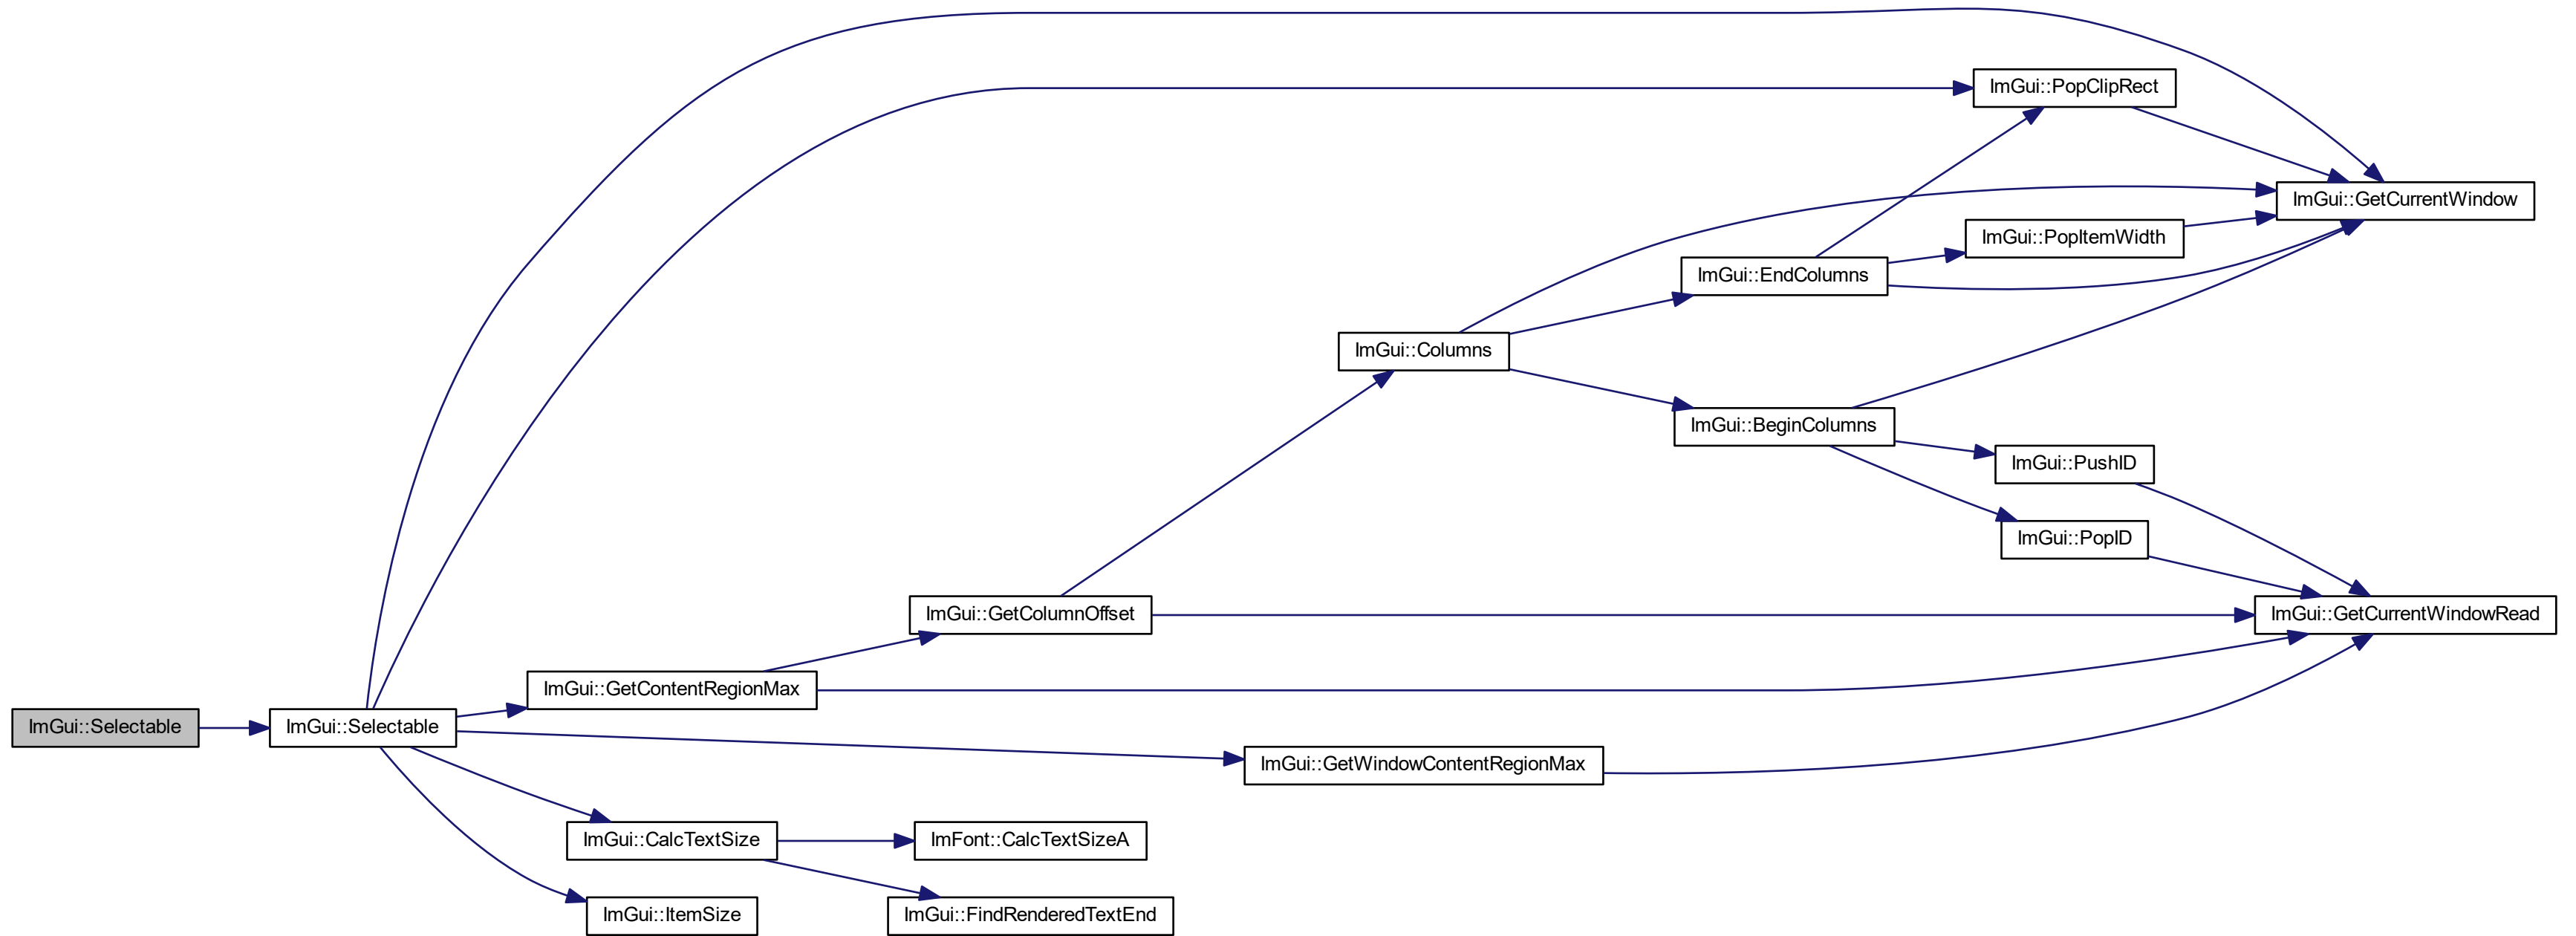 ImGui::PopClipRect
ImGui::GetCurrentWindow
ImGui::PopItemWidth
ImGui::EndColumns
ImGui::Columns
ImGui::BeginColumns
ImGui::PushID
ImGui::PopID
ImGui::GetColumnOffset
ImGui::GetCurrentWindowRead
ImGui::GetContentRegionMax
ImGui::Selectable
ImGui::Selectable
ImGui::GetWindowContentRegionMax
ImGui::CalcTextSize
ImFont::CalcTextSizeA
ImGui::ItemSize
ImGui::FindRenderedTextEnd